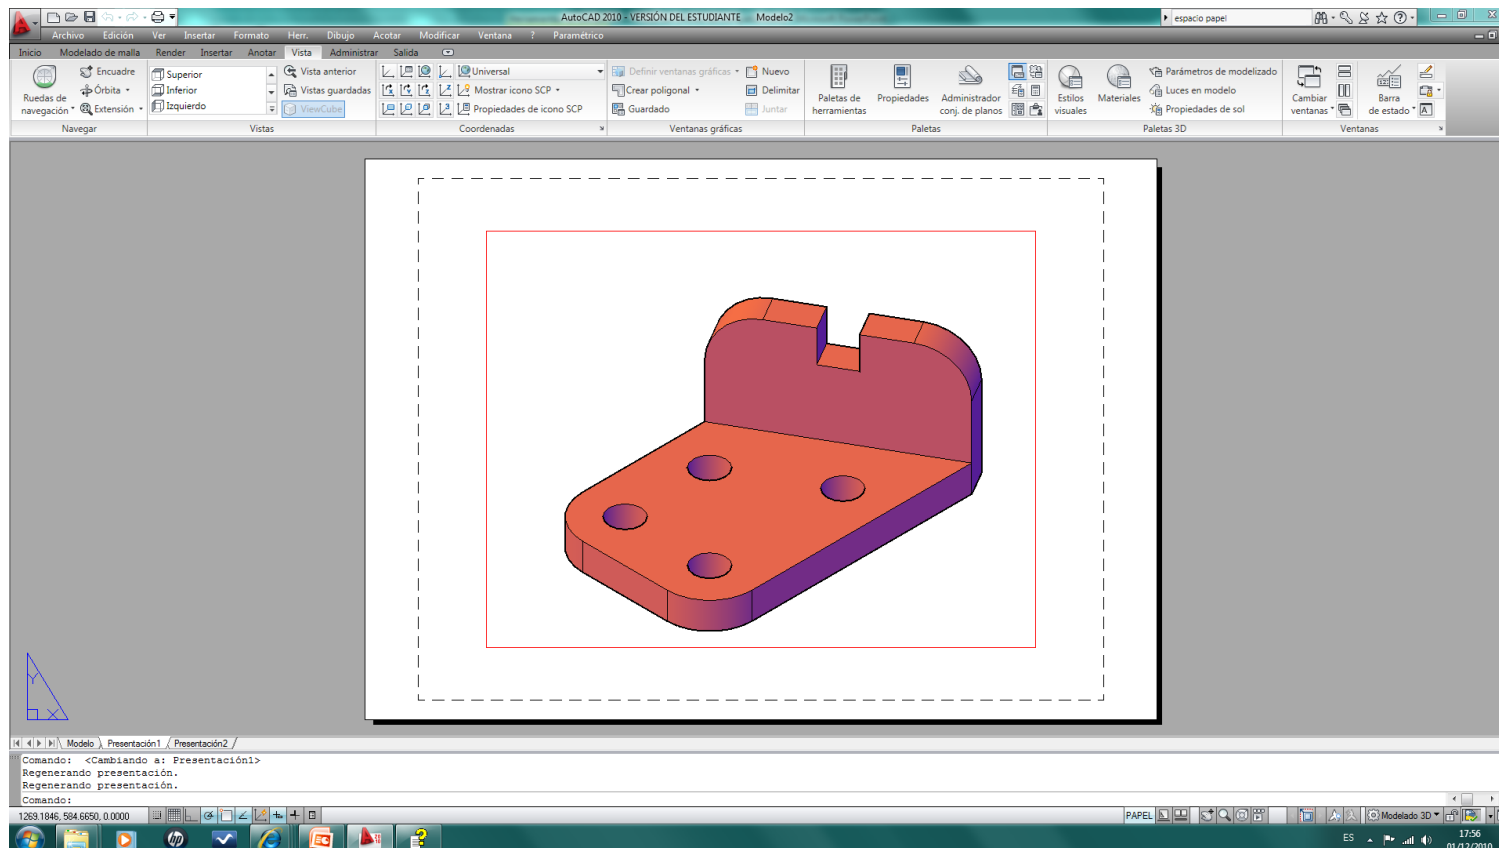 AutoCAD 2010 - VERSIÓN DEL ESTUDIANTE Modelo2
espacio papel
Archivo Edición Ver Insertar Formato Herr. Dibujo Acotar Modificar Ventana ? Paramétrico
Inicio Modelado de malla Render Insertar Anotar Vista Administrar Salida
Encuadre Superior Vista anterior Universal Definir ventanas gráficas Nuevo Parámetros de modelizado
Órbita Inferior Vistas guardadas Mostrar icono SCP Crear poligonal Delimitar Luces en modelo
Ruedas de navegación Extensión Izquierdo ViewCube Propiedades de icono SCP Guardado Juntar Paletas de herramientas Propiedades Administrador conj. de planos Estilos visuales Materiales Propiedades de sol Cambiar ventanas Barra de estado
Navegar Vistas Coordenadas Ventanas gráficas Paletas Paletas 3D Ventanas
Y
X
Modelo Presentación1 Presentación2
Comando: <Cambiando a: Presentación1>
Regenerando presentación.
Regenerando presentación.
Comando:
1269.1846, 584.6650, 0.0000 PAPEL Modelado 3D
ES 17:56
01/12/2010